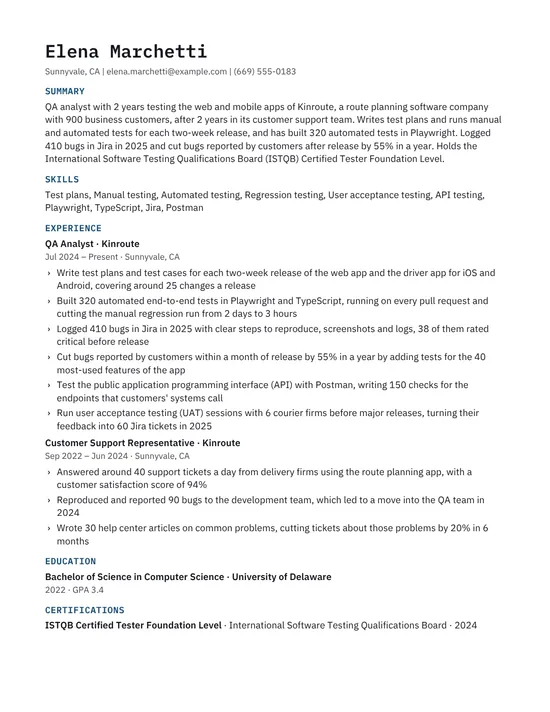 Elena Marchetti
Sunnyvale, CA | elena.marchetti@example.com | (669) 555-0183
SUMMARY
QA analyst with 2 years testing the web and mobile apps of Kinroute, a route planning software company
with 900 business customers, after 2 years in its customer support team. Writes test plans and runs manual
and automated tests for each two-week release, and has built 320 automated tests in Playwright. Logged
410 bugs in Jira in 2025 and cut bugs reported by customers after release by 55% in a year. Holds the
International Software Testing Qualifications Board (ISTQB) Certified Tester Foundation Level.
SKILLS
Test plans, Manual testing, Automated testing, Regression testing, User acceptance testing, API testing,
Playwright, TypeScript, Jira, Postman
EXPERIENCE
QA Analyst · Kinroute
Jul 2024 – Present · Sunnyvale, CA
› Write test plans and test cases for each two-week release of the web app and the driver app for iOS and
Android, covering around 25 changes a release
› Built 320 automated end-to-end tests in Playwright and TypeScript, running on every pull request and
cutting the manual regression run from 2 days to 3 hours
› Logged 410 bugs in Jira in 2025 with clear steps to reproduce, screenshots and logs, 38 of them rated
critical before release
› Cut bugs reported by customers within a month of release by 55% in a year by adding tests for the 40
most-used features of the app
› Test the public application programming interface (API) with Postman, writing 150 checks for the
endpoints that customers' systems call
› Run user acceptance testing (UAT) sessions with 6 courier firms before major releases, turning their
feedback into 60 Jira tickets in 2025
Customer Support Representative · Kinroute
Sep 2022 – Jun 2024 · Sunnyvale, CA
› Answered around 40 support tickets a day from delivery firms using the route planning app, with a
customer satisfaction score of 94%
› Reproduced and reported 90 bugs to the development team, which led to a move into the QA team in
2024
› Wrote 30 help center articles on common problems, cutting tickets about those problems by 20% in 6
months
EDUCATION
Bachelor of Science in Computer Science · University of Delaware
2022 · GPA 3.4
CERTIFICATIONS
ISTQB Certified Tester Foundation Level · International Software Testing Qualifications Board · 2024